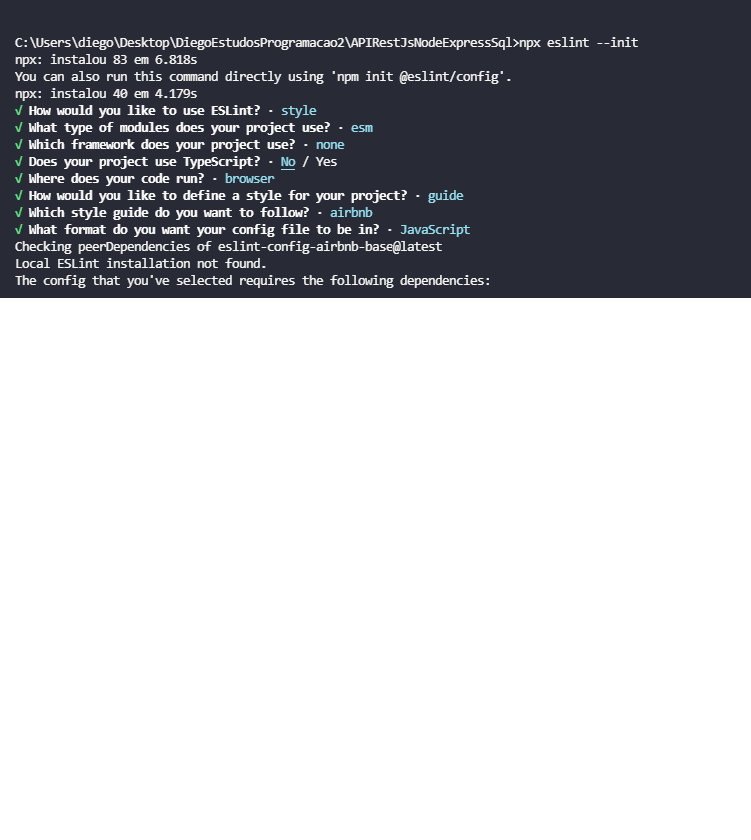 C:\Users\diego\Desktop\DiegoEstudosProgramacao2\APIRestJsNodeExpressSql>npx eslint --init
npx: instalou 83 em 6.818s
You can also run this command directly using 'npm init @eslint/config'.
npx: instalou 40 em 4.179s
√ How would you like to use ESLint? · style
√ What type of modules does your project use? · esm
√ Which framework does your project use? · none
√ Does your project use TypeScript? · No / Yes
√ Where does your code run? · browser
√ How would you like to define a style for your project? · guide
√ Which style guide do you want to follow? · airbnb
√ What format do you want your config file to be in? · JavaScript
Checking peerDependencies of eslint-config-airbnb-base@latest
Local ESLint installation not found.
The config that you've selected requires the following dependencies: